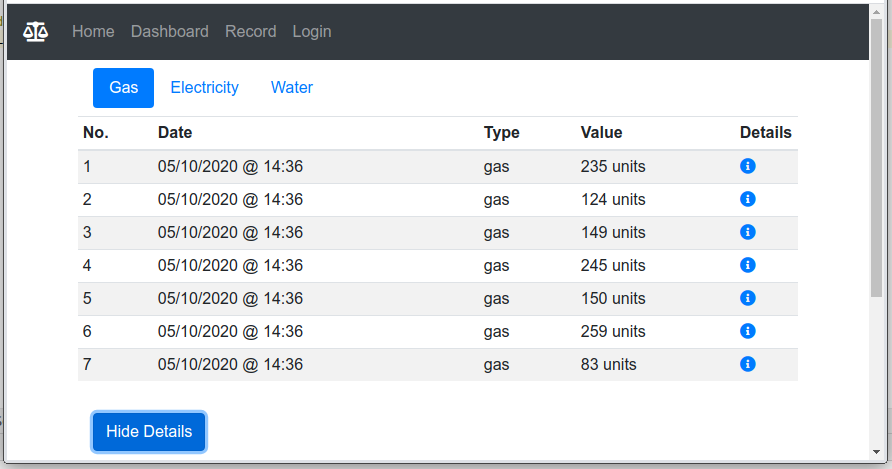 Home Dashboard Record Login
Gas Electricity Water
No. Date Type Value Details
1 05/10/2020 @ 14:36 gas 235 units
2 05/10/2020 @ 14:36 gas 124 units
3 05/10/2020 @ 14:36 gas 149 units
4 05/10/2020 @ 14:36 gas 245 units
5 05/10/2020 @ 14:36 gas 150 units
6 05/10/2020 @ 14:36 gas 259 units
7 05/10/2020 @ 14:36 gas 83 units
Hide Details